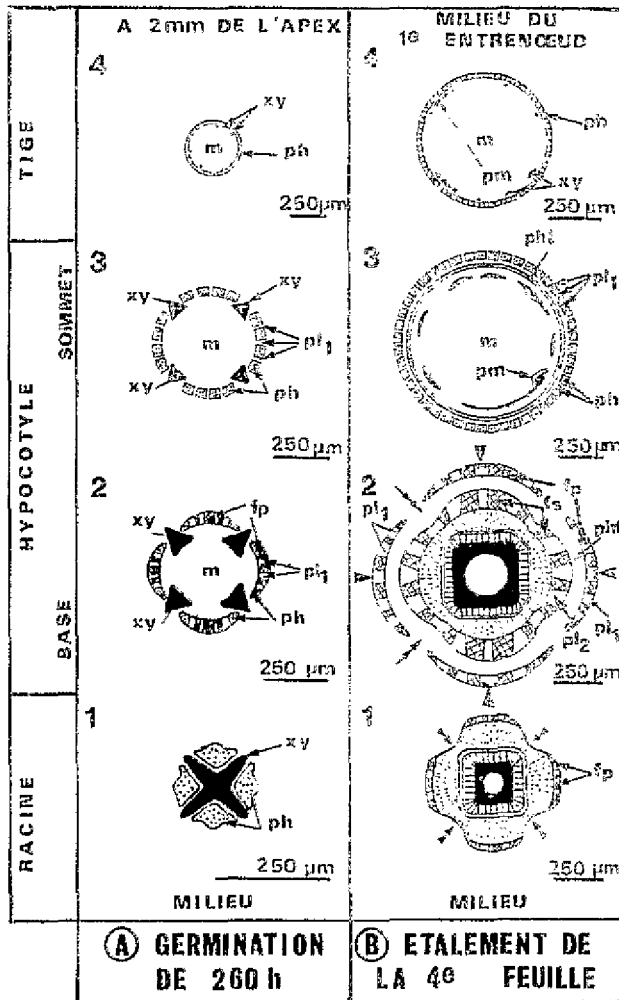 A 2mm DE L'APEX
MILIEU DU
1e ENTRENŒUD
TIGE
4
xy
m
ph
250µm
4
ph
m
pm
xy
250µm
HYPOCOTYLE
SOMMET
3
xy
xy
m
pl1
xy
ph
250 µm
3
pl1
m
pm
ph
250µm
BASE
2
fp
xy
m
pl1
xy
ph
250 µm
2
fp
fs
pl1
pl2
250 µm
RACINE
1
xy
ph
250 µm
MILIEU
1
fp
250 µm
MILIEU
A GERMINATION
DE 260 h
B ETALEMENT DE
LA 4e FEUILLE